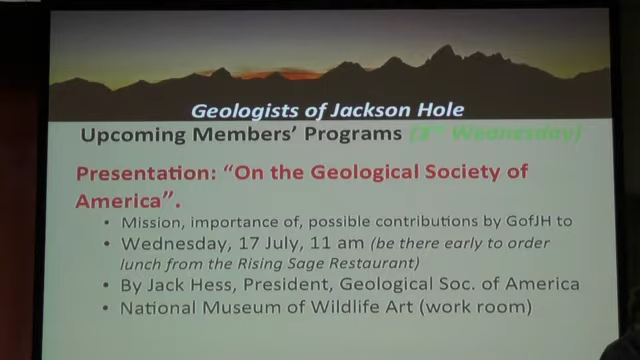 Geologists of Jackson Hole
Upcoming Members' Programs (3rd Wednesday)
Presentation: "On the Geological Society of
America".
• Mission, importance of, possible contributions by GofJH to
• Wednesday, 17 July, 11 am (be there early to order
lunch from the Rising Sage Restaurant)
• By Jack Hess, President, Geological Soc. of America
• National Museum of Wildlife Art (work room)